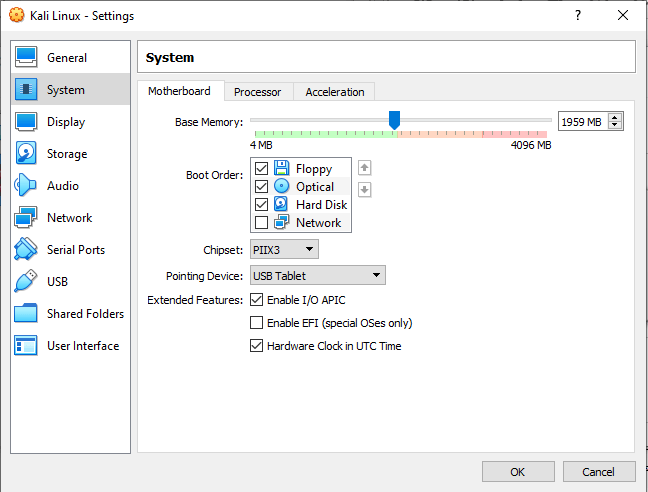 Kali Linux - Settings
General
System
Display
Storage
Audio
Network
Serial Ports
USB
Shared Folders
User Interface
System
Motherboard Processor Acceleration
Base Memory: 1959 MB
4 MB 4096 MB
Boot Order: Floppy
Optical
Hard Disk
Network
Chipset: PIIX3
Pointing Device: USB Tablet
Extended Features: Enable I/O APIC
Enable EFI (special OSes only)
Hardware Clock in UTC Time
OK Cancel